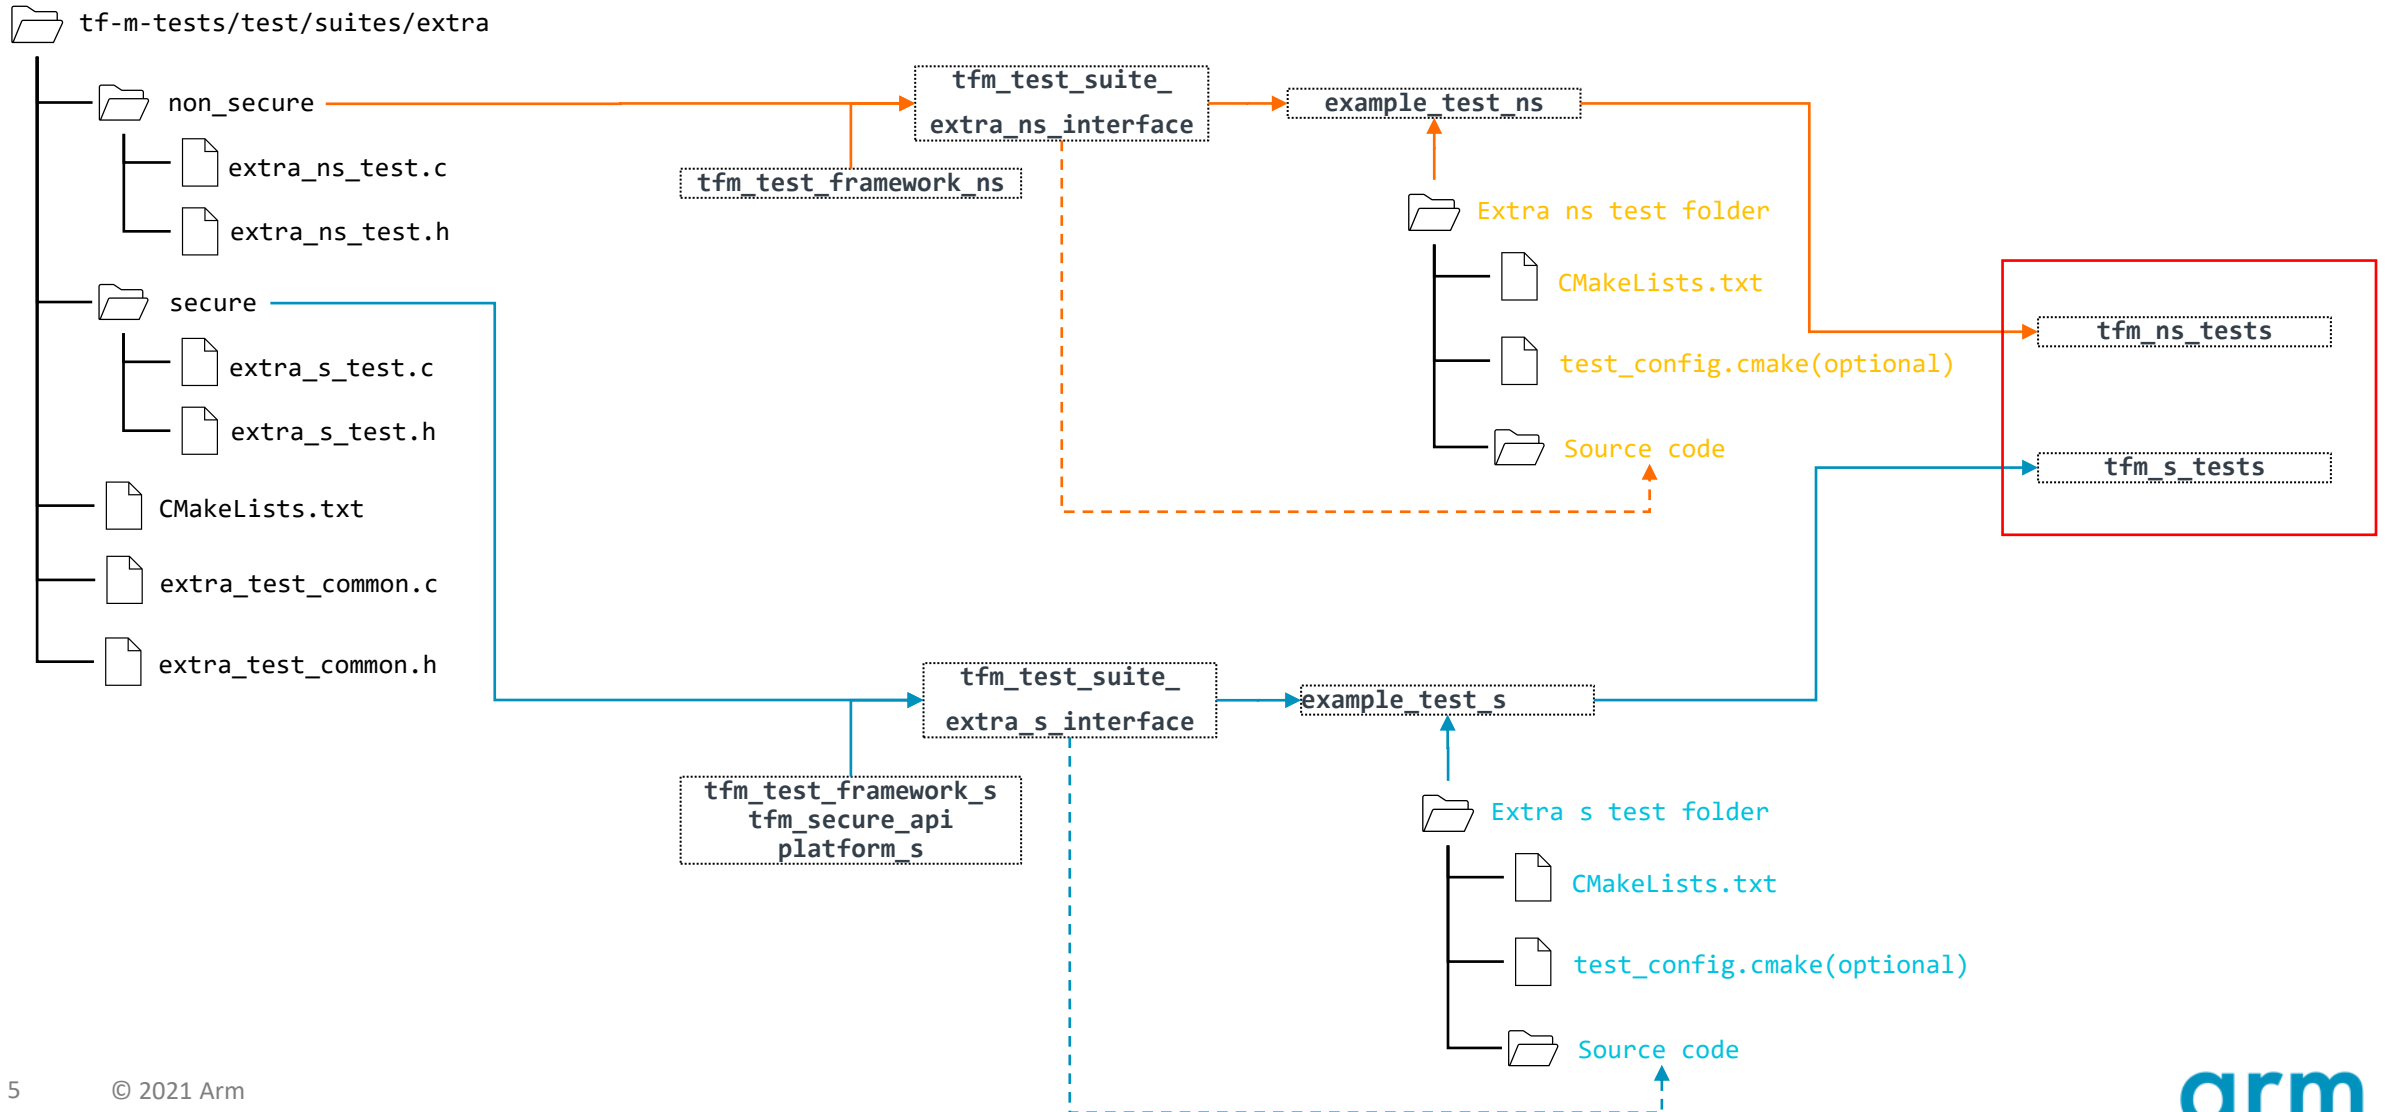 tf-m-tests/test/suites/extra
non_secure
extra_ns_test.c
extra_ns_test.h
secure
extra_s_test.c
extra_s_test.h
CMakeLists.txt
extra_test_common.c
extra_test_common.h
tfm_test_suite_
extra_ns_interface
tfm_test_framework_ns
example_test_ns
Extra ns test folder
CMakeLists.txt
test_config.cmake(optional)
Source code
tfm_ns_tests
tfm_s_tests
tfm_test_suite_
extra_s_interface
tfm_test_framework_s
tfm_secure_api
platform_s
example_test_s
Extra s test folder
CMakeLists.txt
test_config.cmake(optional)
Source code
5
© 2021 Arm
arm